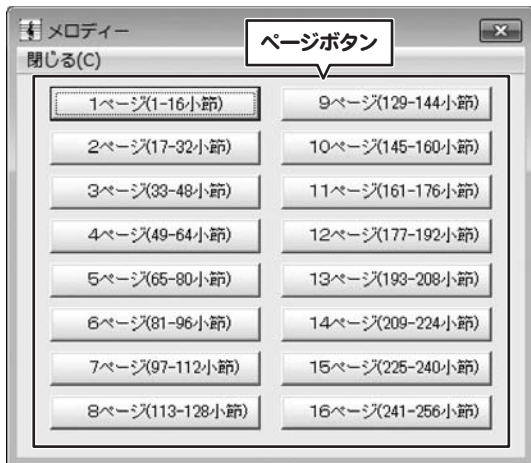 メロディー
ページボタン
閉じる(C)
1ページ(1-16小節)
2ページ(17-32小節)
3ページ(33-48小節)
4ページ(49-64小節)
5ページ(65-80小節)
6ページ(81-96小節)
7ページ(97-112小節)
8ページ(113-128小節)
9ページ(129-144小節)
10ページ(145-160小節)
11ページ(161-176小節)
12ページ(177-192小節)
13ページ(193-208小節)
14ページ(209-224小節)
15ページ(225-240小節)
16ページ(241-256小節)